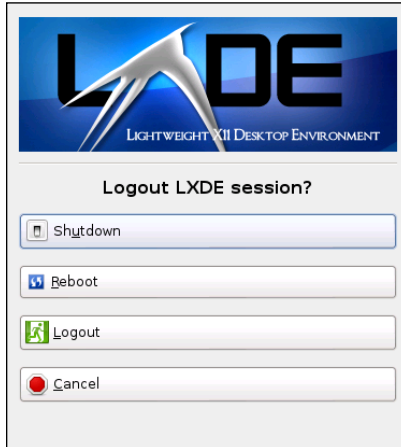 LXDE
Lightweight X11 Desktop Environment
Logout LXDE session?
Shutdown
Reboot
Logout
Cancel